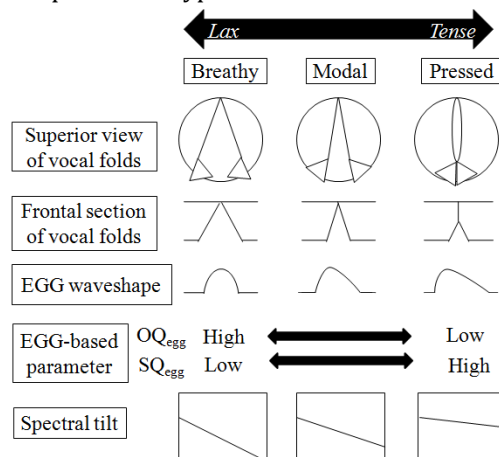 Lax Tense
Breathy Modal Pressed
Superior view
of vocal folds
Frontal section
of vocal folds
EGG waveshape
EGG-based
parameter
OQegg High Low
SQegg Low High
Spectral tilt